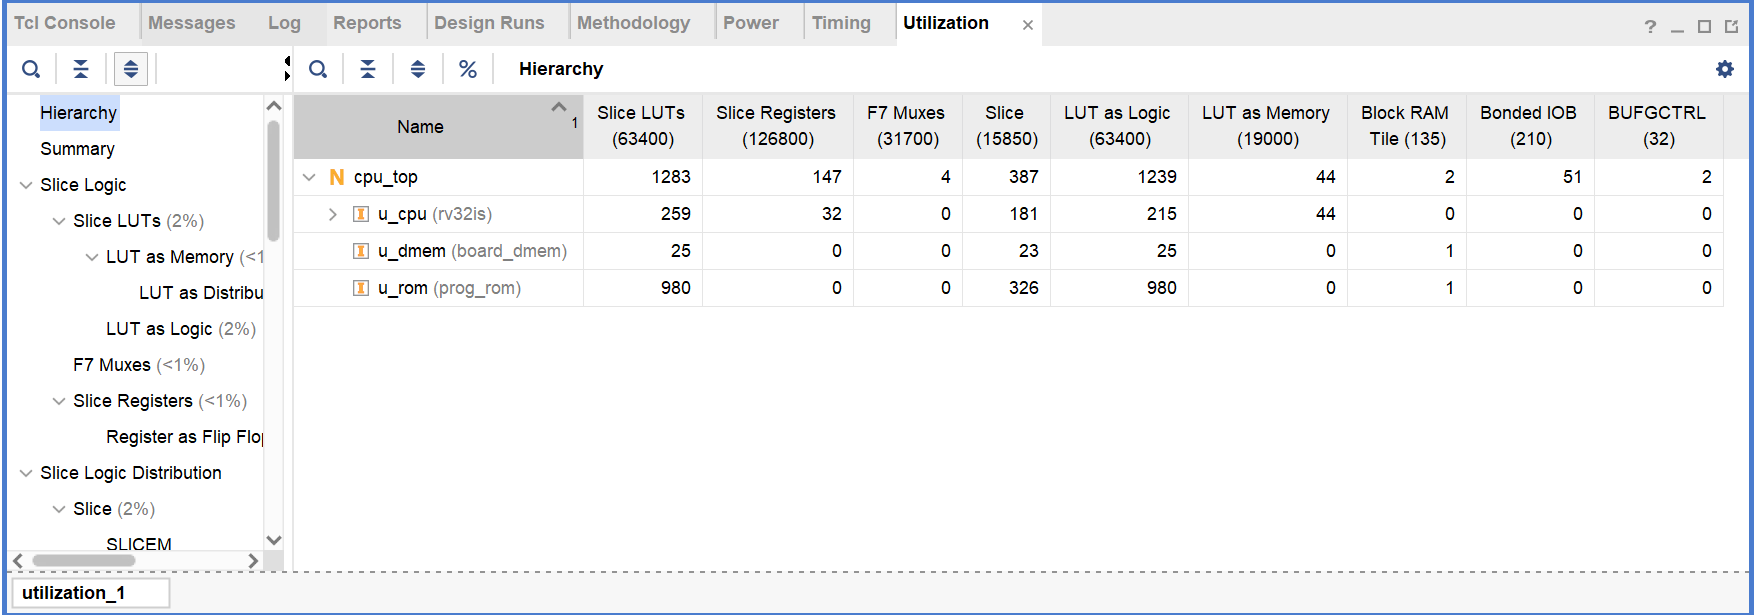 Tcl Console Messages Log Reports Design Runs Methodology Power Timing Utilization × ?
% Hierarchy
Hierarchy
Summary
Slice Logic
Slice LUTs (2%)
LUT as Memory (<1
LUT as Distribu
LUT as Logic (2%)
F7 Muxes (<1%)
Slice Registers (<1%)
Register as Flip Flop
Slice Logic Distribution
Slice (2%)
SLICEM
Name 1 Slice LUTs (63400) Slice Registers (126800) F7 Muxes (31700) Slice (15850) LUT as Logic (63400) LUT as Memory (19000) Block RAM Tile (135) Bonded IOB (210) BUFGCTRL (32)
N cpu_top 1283 147 4 387 1239 44 2 51 2
I u_cpu (rv32is) 259 32 0 181 215 44 0 0 0
I u_dmem (board_dmem) 25 0 0 23 25 0 1 0 0
I u_rom (prog_rom) 980 0 0 326 980 0 1 0 0
utilization_1